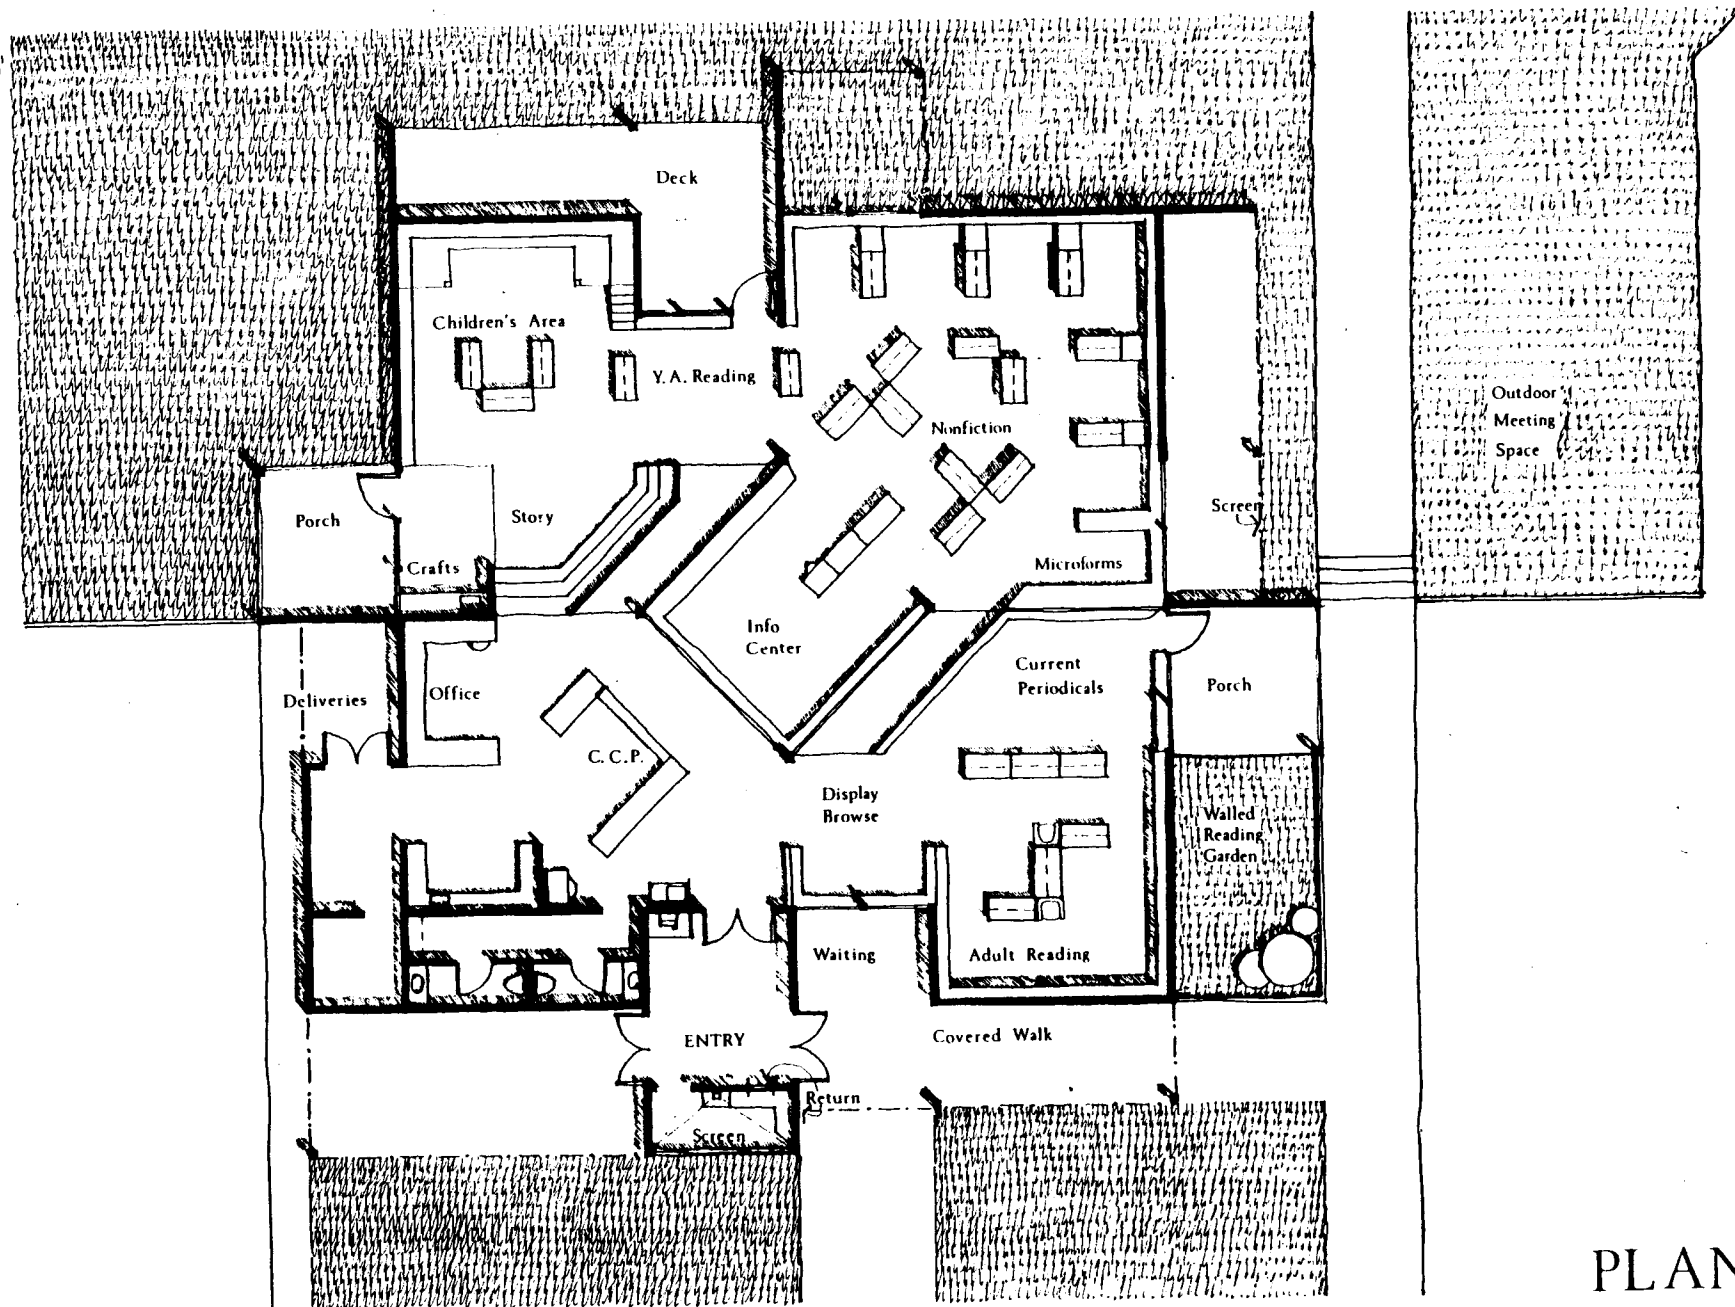 Deck
Children's Area
Y. A. Reading
Outdoor
Meeting
Space
Nonfiction
Porch
Story
Screen
Crafts
Microforms
Info
Center
Current
Periodicals
Porch
Deliveries
Office
C. C. P.
Display
Browse
Walled
Reading
Garden
Waiting
Adult Reading
ENTRY
Covered Walk
Return
Screen
PLAN